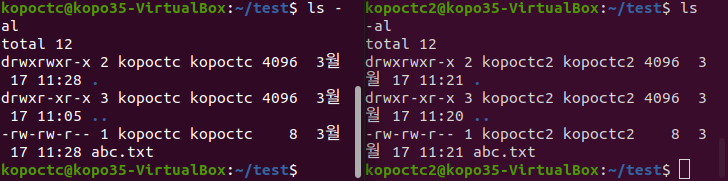 kopoctc@kopo35-VirtualBox:~/test$ ls -
al
total 12
drwxrwxr-x 2 kopoctc kopoctc 4096  3월
 17 11:28 .
drwxr-xr-x 3 kopoctc kopoctc 4096  3월
 17 11:05 ..
-rw-rw-r-- 1 kopoctc kopoctc    8  3월
 17 11:28 abc.txt
kopoctc@kopo35-VirtualBox:~/test$
kopoctc2@kopo35-VirtualBox:~/test$ ls
-al
total 12
drwxrwxr-x 2 kopoctc2 kopoctc2 4096  3
월 17 11:21 .
drwxr-xr-x 3 kopoctc2 kopoctc2 4096  3
월 17 11:20 ..
-rw-rw-r-- 1 kopoctc2 kopoctc2    8  3
월 17 11:21 abc.txt
kopoctc2@kopo35-VirtualBox:~/test$